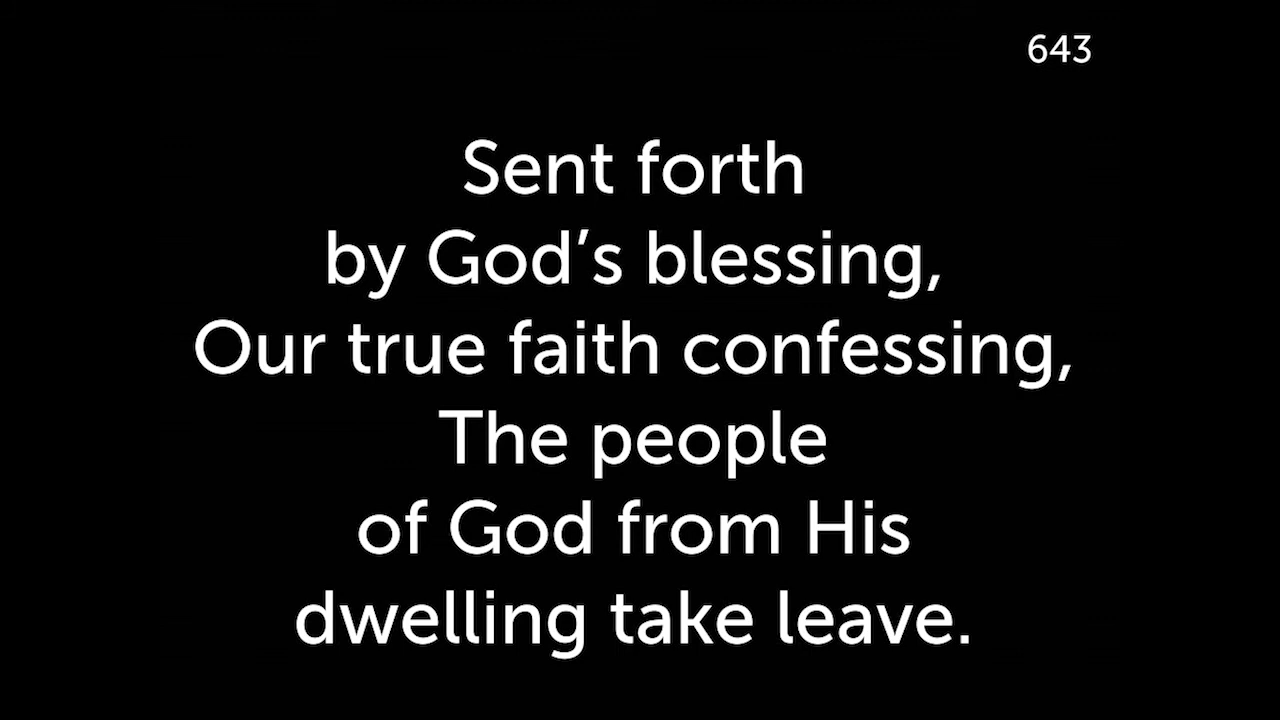 643
Sent forth
by God’s blessing,
Our true faith confessing,
The people
of God from His
dwelling take leave.